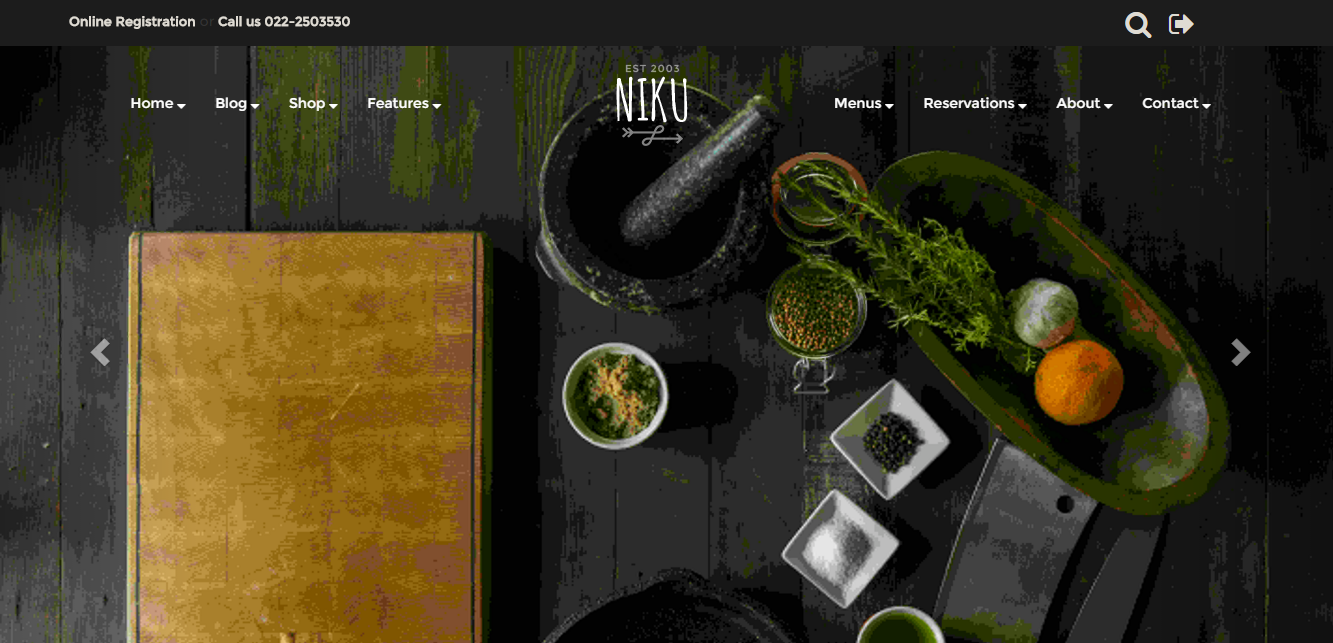 Online Registration or Call us 022-2503530
EST 2003
NIKU
Home Blog Shop Features Menus Reservations About Contact